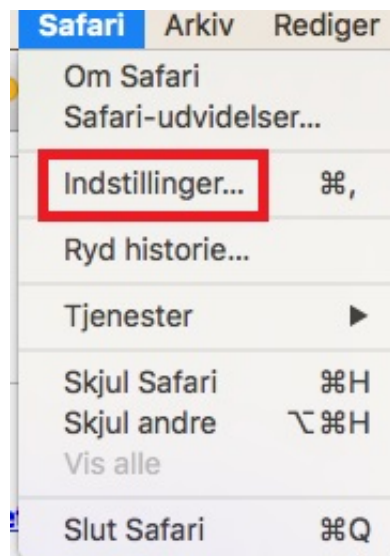 Safari Arkiv Rediger
Om Safari
Safari-udvidelser...
Indstillinger... ⌘,
Ryd historie...
Tjenester ▶
Skjul Safari ⌘H
Skjul andre ⌥⌘H
Vis alle
Slut Safari ⌘Q